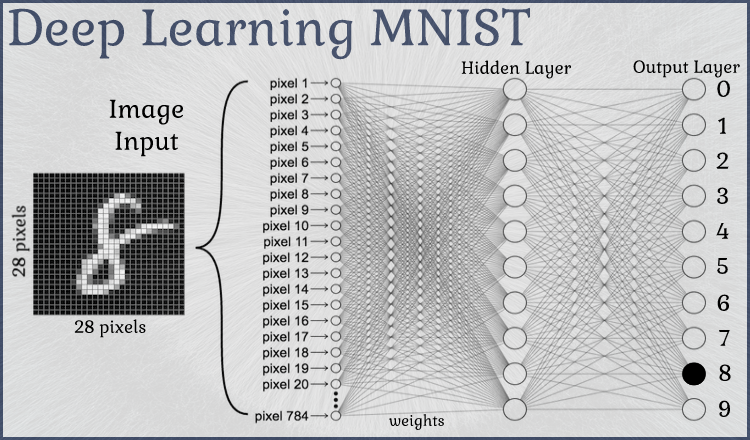 Deep Learning MNIST
Image
Input
28 pixels
28 pixels
pixel 1
pixel 2
pixel 3
pixel 4
pixel 5
pixel 6
pixel 7
pixel 8
pixel 9
pixel 10
pixel 11
pixel 12
pixel 13
pixel 14
pixel 15
pixel 16
pixel 17
pixel 18
pixel 19
pixel 20
pixel 784
weights
Hidden Layer
Output Layer
0
1
2
3
4
5
6
7
8
9